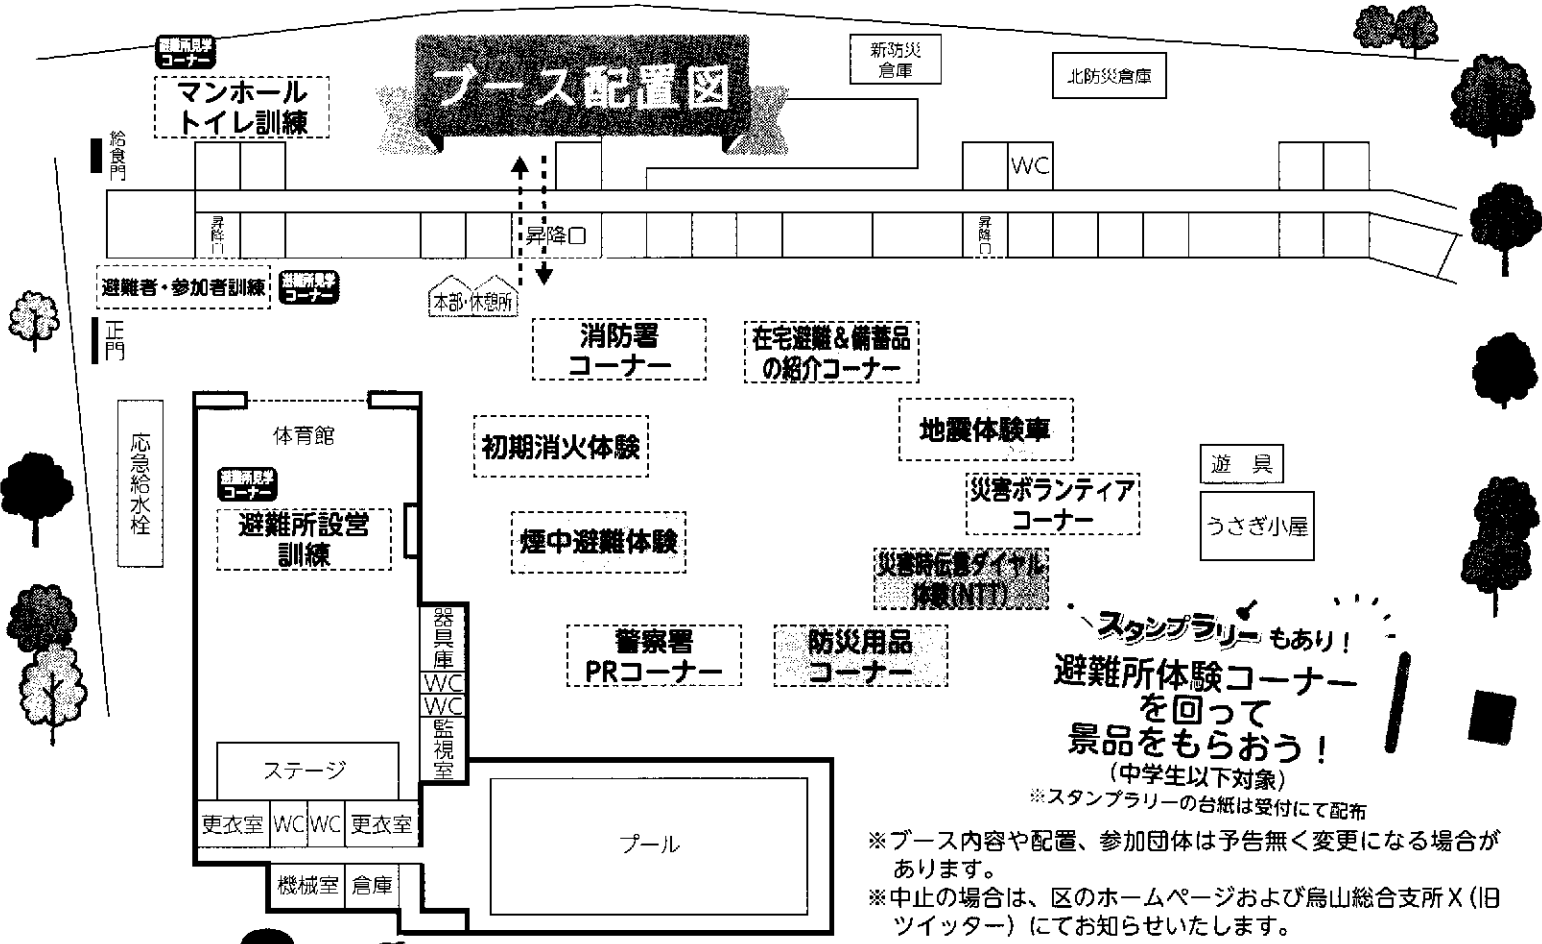 避難所見学
コーナー
マンホール
トイレ訓練
ブース配置図
新防災
倉庫
北防災倉庫
給食門
WC
昇降口
昇降口
昇降口
避難者・参加者訓練
避難所見学
コーナー
本部・休憩所
正門
消防署
コーナー
在宅避難&備蓄品
の紹介コーナー
体育館
応急給水栓
初期消火体験
地震体験車
遊 具
避難所見学
コーナー
災害ボランティア
コーナー
うさぎ小屋
避難所設営
訓練
煙中避難体験
災害時伝言ダイヤル
体験(NTT)
器具庫
警察署
PRコーナー
防災用品
コーナー
WC
WC
監視室
スタンプラリーもあり!
避難所体験コーナー
を回って
景品をもらおう!
(中学生以下対象)
※スタンプラリーの台紙は受付にて配布
ステージ
更衣室
WC
WC
更衣室
プール
機械室
倉庫
※ブース内容や配置、参加団体は予告無く変更になる場合が
あります。
※中止の場合は、区のホームページおよび烏山総合支所X(旧
ツイッター)にてお知らせいたします。